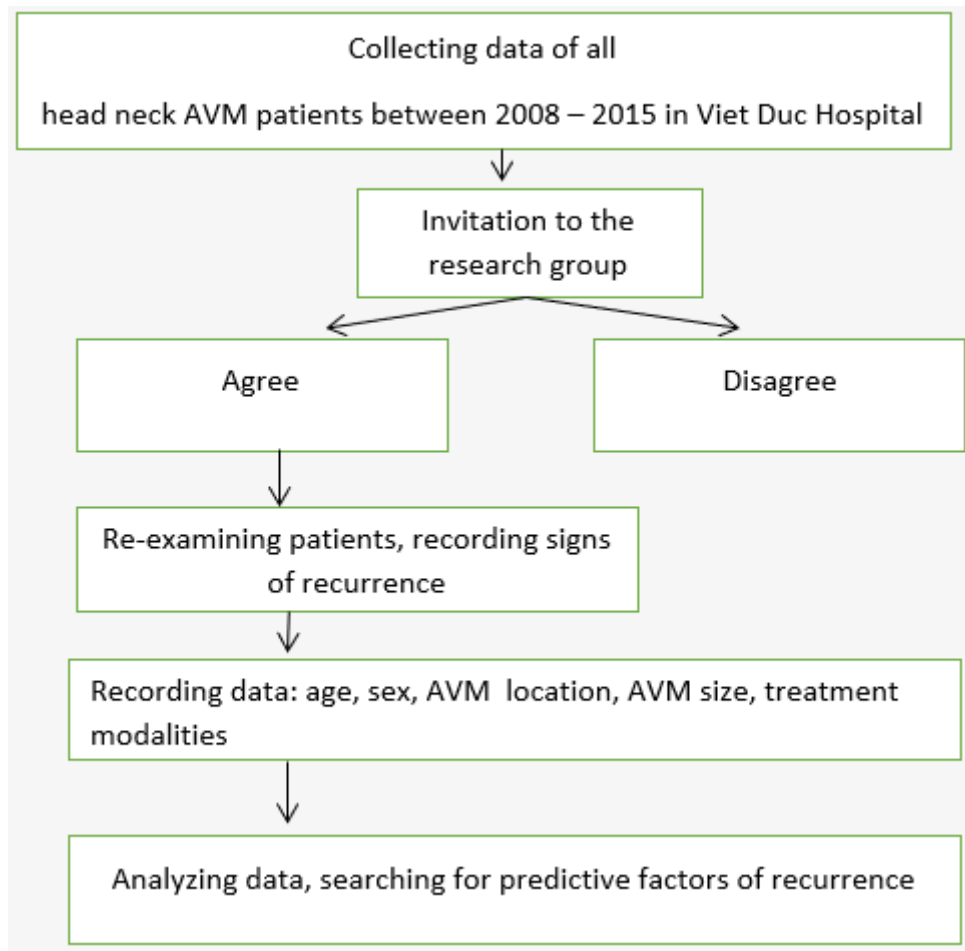 Collecting data of all
head neck AVM patients between 2008 – 2015 in Viet Duc Hospital
Invitation to the
research group
Agree
Disagree
Re-examining patients, recording signs
of recurrence
Recording data: age, sex, AVM  location, AVM size, treatment
modalities
Analyzing data, searching for predictive factors of recurrence